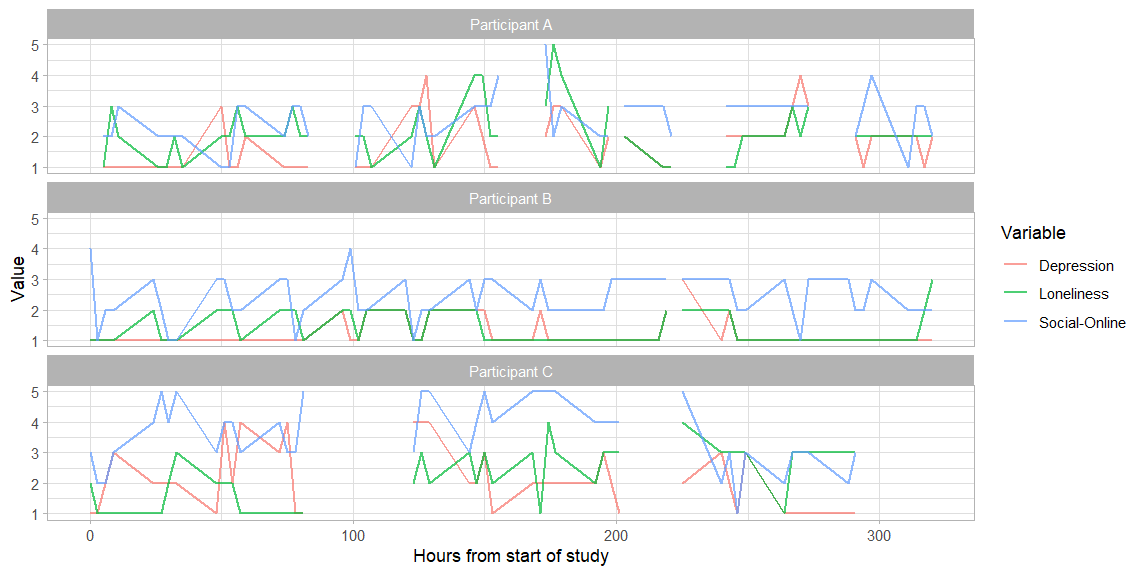 Participant A
5
4
3
2
1
Participant B
5
4
3
2
1
Participant C
5
4
3
2
1
0 100 200 300
Hours from start of study
Value
Variable
Depression
Loneliness
Social-Online